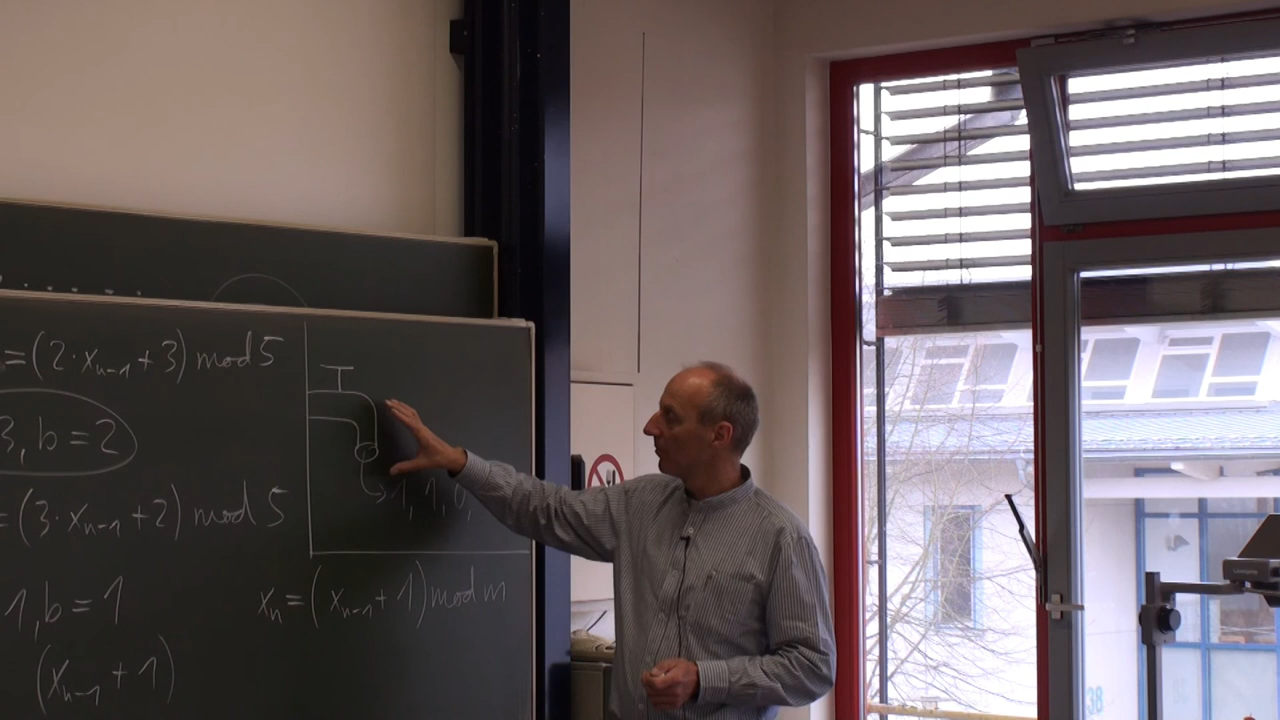 =(2·xₙ₋₁+3) mod 5
3, b=2
=(3·xₙ₋₁+2) mod 5
1,1,0,
1, b=1
xₙ=(xₙ₋₁+1) mod m
(xₙ₋₁+1)
38